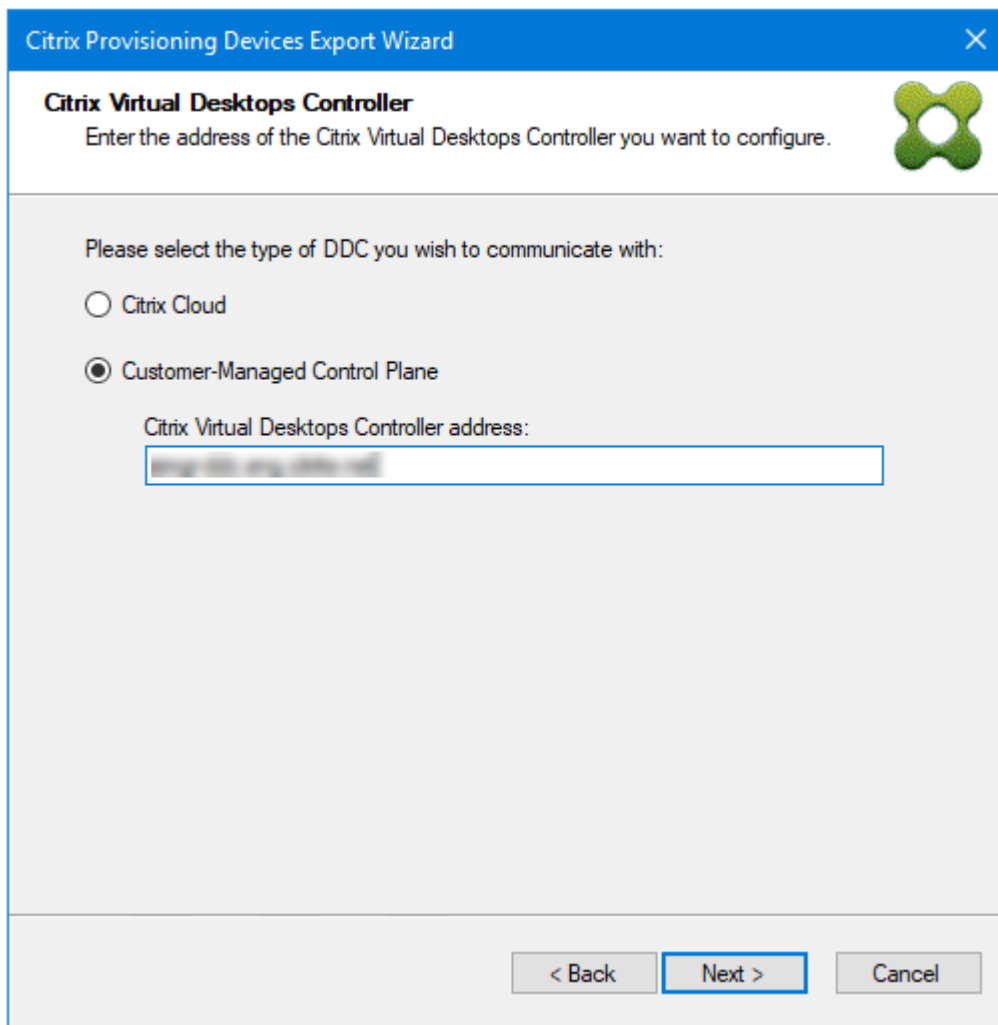 Citrix Provisioning Devices Export Wizard
Citrix Virtual Desktops Controller
Enter the address of the Citrix Virtual Desktops Controller you want to configure.
Please select the type of DDC you wish to communicate with:
Citrix Cloud
Customer-Managed Control Plane
Citrix Virtual Desktops Controller address:
< Back
Next >
Cancel